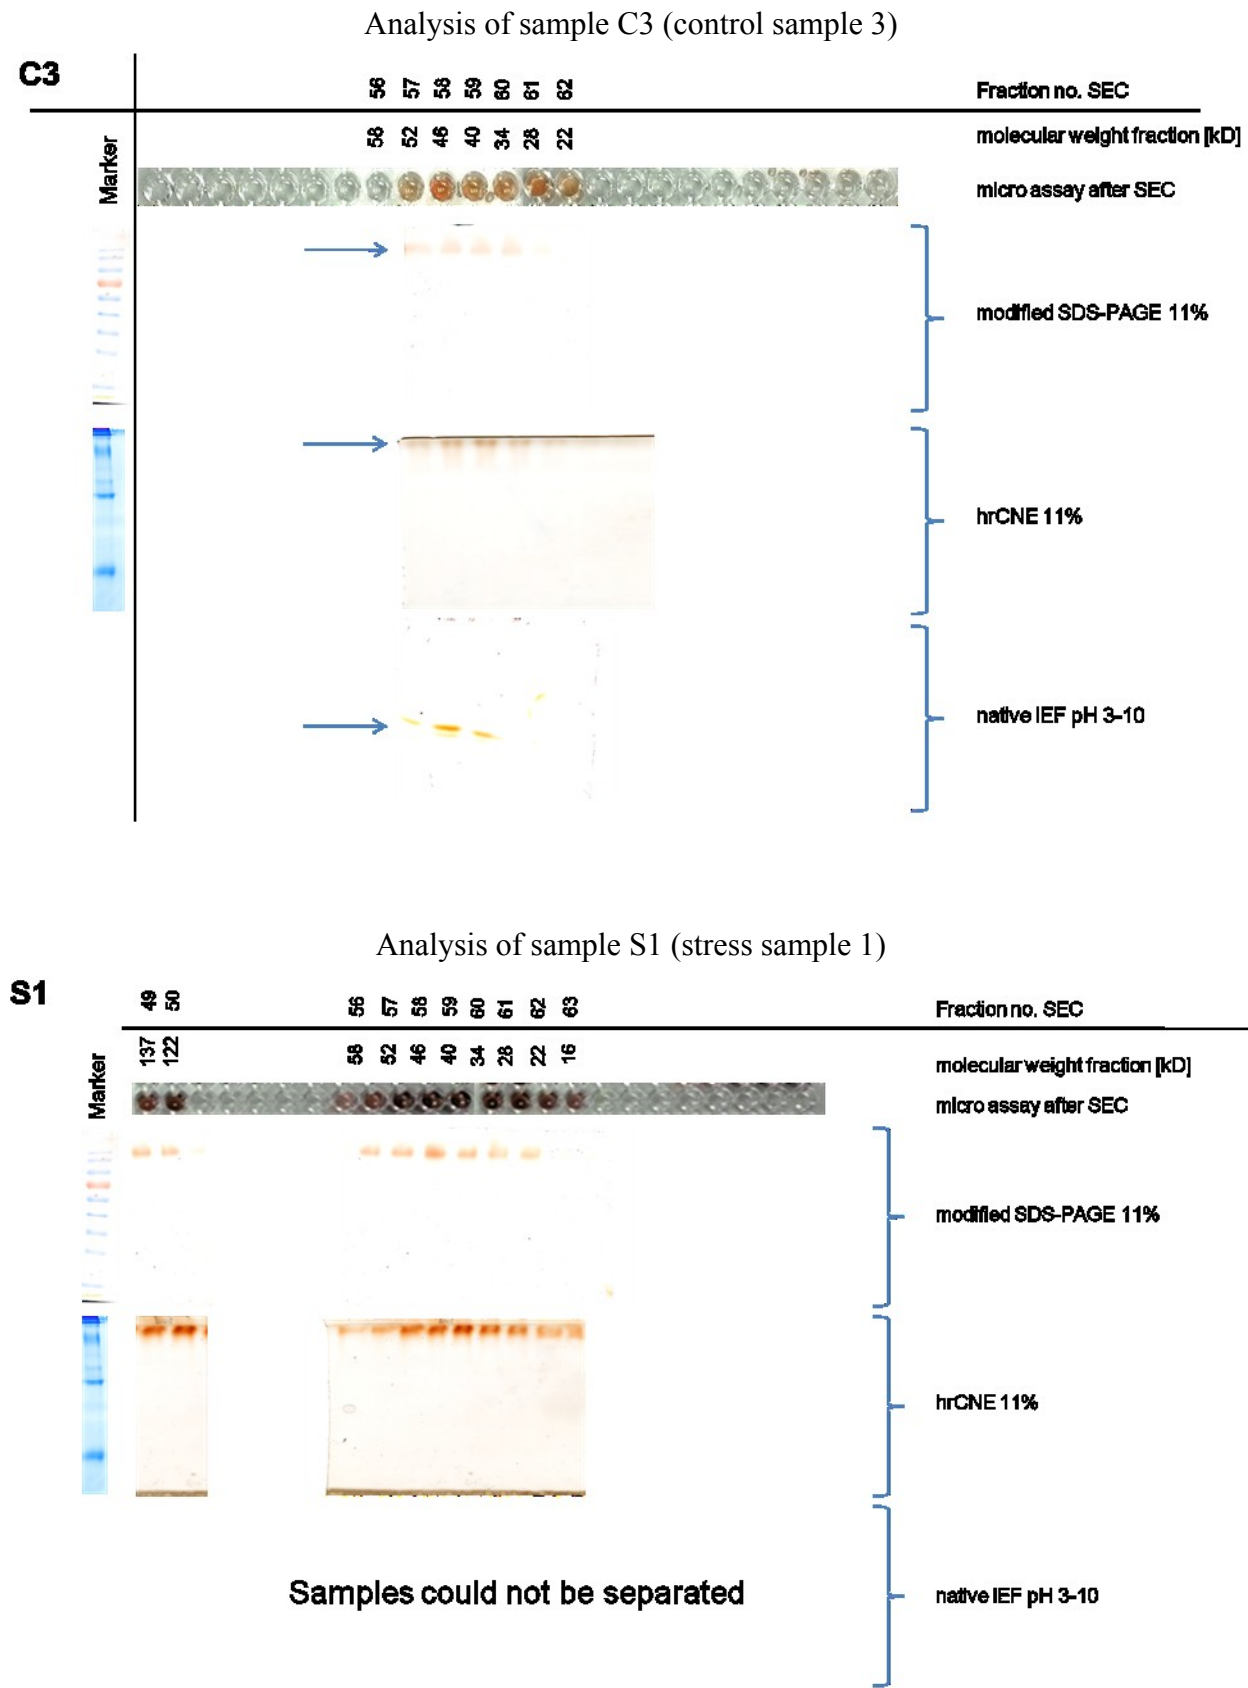 Analysis of sample C3 (control sample 3)
C3
56 57 58 59 60 61 62
Fraction no. SEC
58 52 46 40 34 28 22
molecular weight fraction [kD]
Marker
micro assay after SEC
modified SDS-PAGE 11%
hrCNE 11%
native IEF pH 3-10
Analysis of sample S1 (stress sample 1)
S1
49 50 56 57 58 59 60 61 62 63
Fraction no. SEC
137 122 58 52 46 40 34 28 22 16
molecular weight fraction [kD]
Marker
micro assay after SEC
modified SDS-PAGE 11%
hrCNE 11%
Samples could not be separated
native IEF pH 3-10